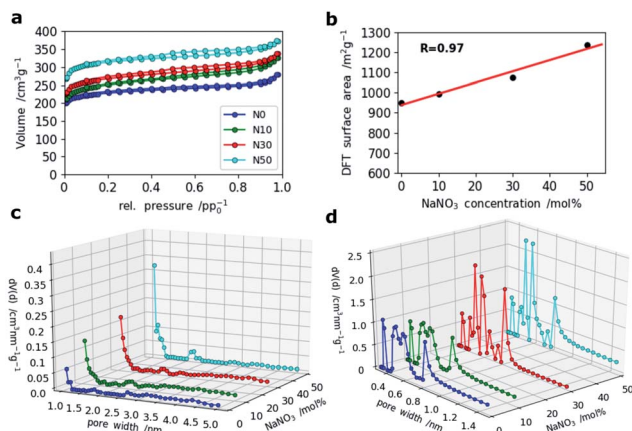 a
400
350
300
250
200
150
100
50
0
Volume /cm³g⁻¹
N0
N10
N30
N50
0.0 0.2 0.4 0.6 0.8 1.0
rel. pressure /pp₀⁻¹
b
1300
1200
1100
1000
900
800
700
600
DFT surface area /m²g⁻¹
R=0.97
0 10 20 30 40 50
NaNO₃ concentration /mol%
c
0.4
0.35
0.3
0.25
0.2
0.15
0.1
0.05
0.0
dV(d) /cm³nm⁻¹g⁻¹
1.0 1.5 2.0 2.5 3.0 3.5 4.0 4.5 5.0
pore width /nm
0 10 20 30 40 50
NaNO₃ /mol%
d
2.5
2.0
1.5
1.0
0.5
0
dV(d) /cm³nm⁻¹g⁻¹
0.4 0.6 0.8 1.0 1.2 1.4
pore width /nm
0 10 20 30 40 50
NaNO₃ /mol%